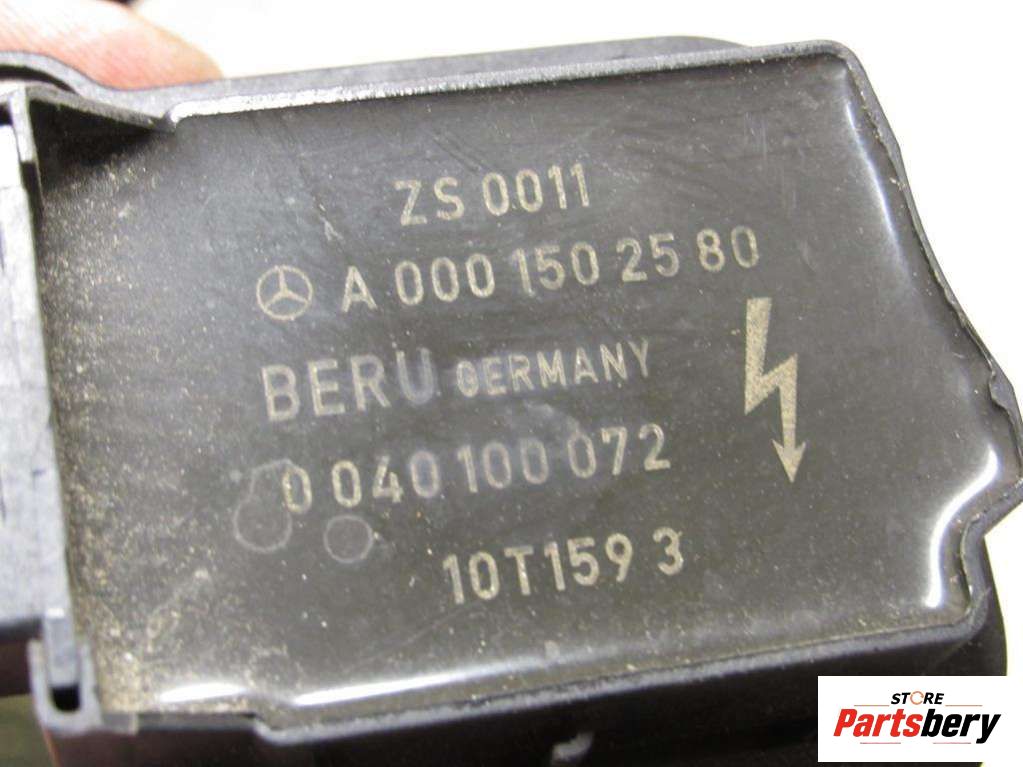 ZS 0011
A 000 150 25 80
BERU GERMANY
0 040 100 072
10T159 3
STORE
Partsbery